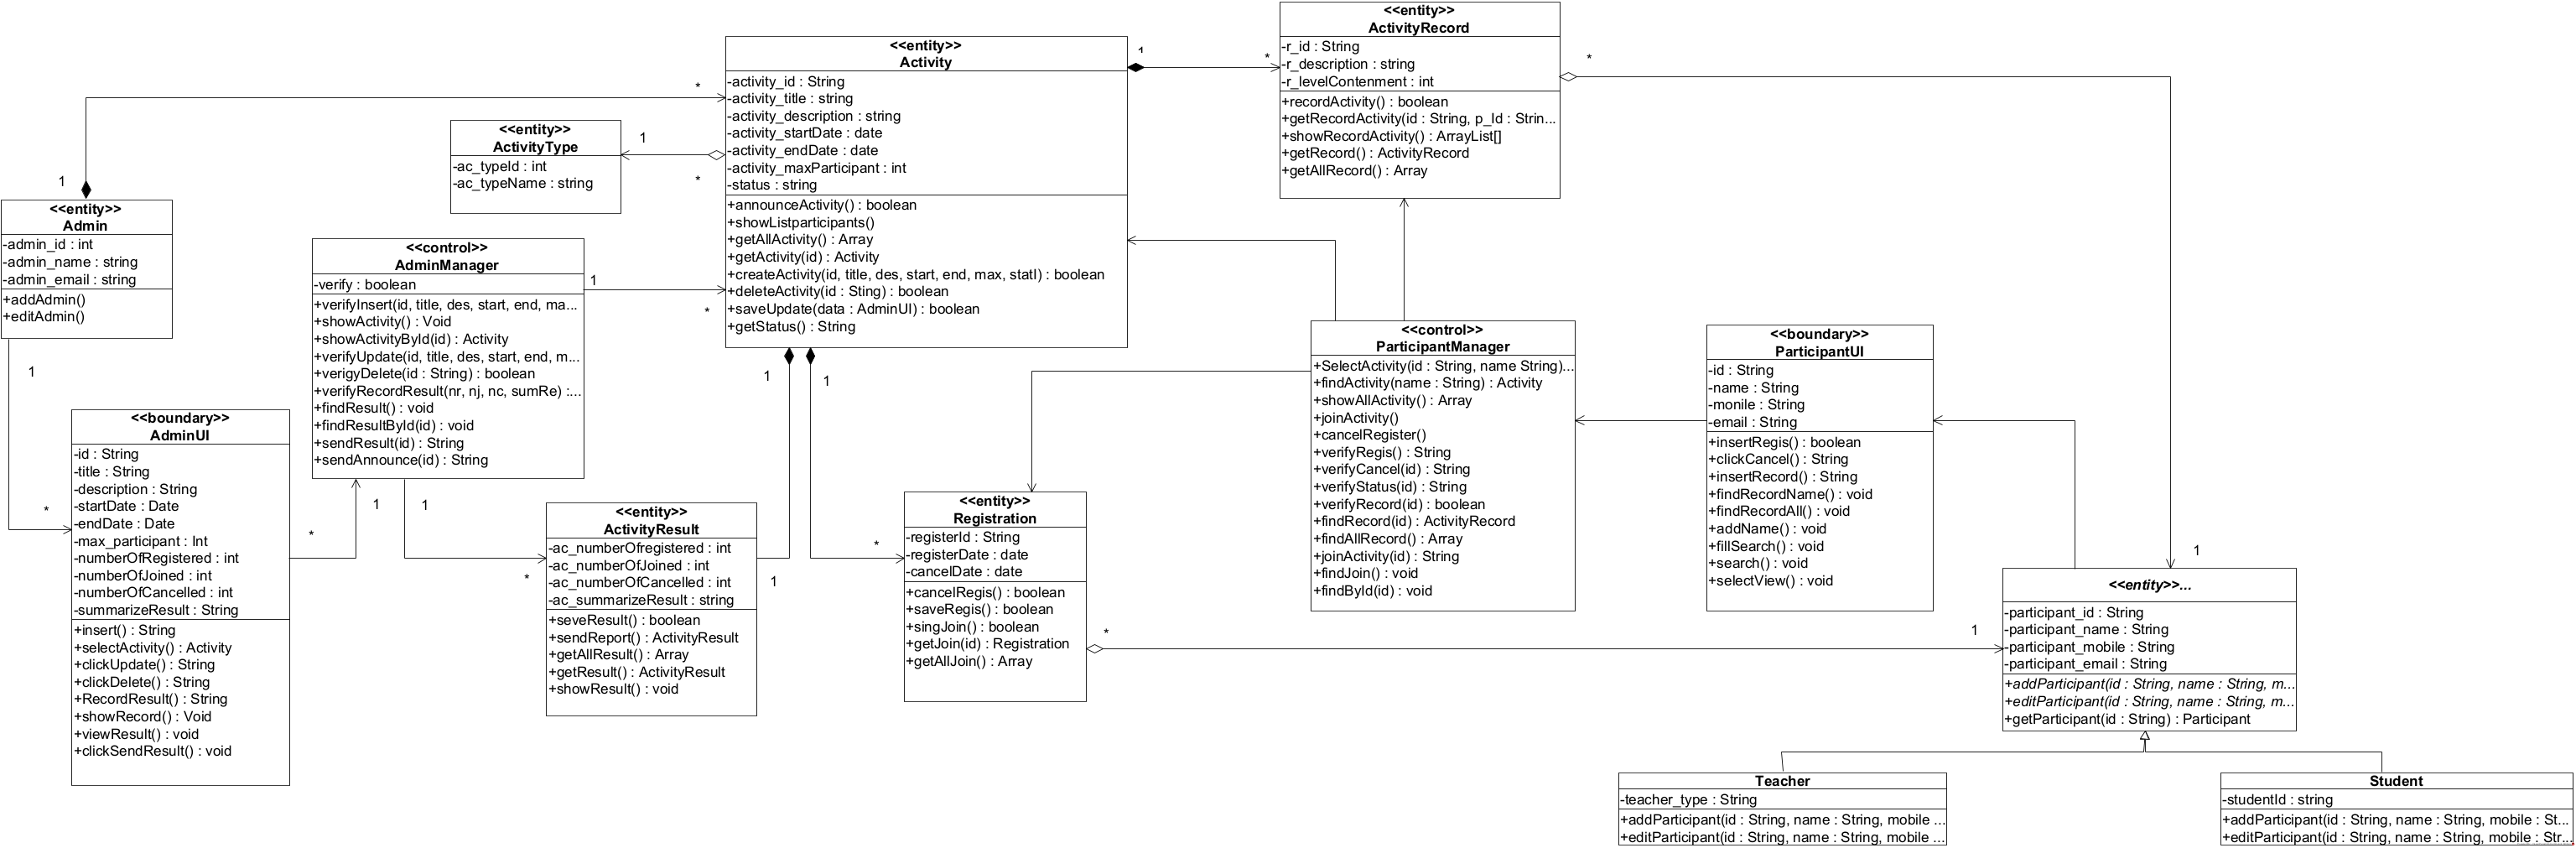 <<entity>>
ActivityRecord
-r_id : String
-r_description : string
-r_levelContenment : int
+recordActivity() : boolean
+getRecordActivity(id : String, p_Id : Strin...
+showRecordActivity() : ArrayList[]
+getRecord() : ActivityRecord
+getAllRecord() : Array
<<entity>>
Activity
-activity_id : String
-activity_title : string
-activity_description : string
-activity_startDate : date
-activity_endDate : date
-activity_maxParticipant : int
-status : string
+announceActivity() : boolean
+showListparticipants()
+getAllActivity() : Array
+getActivity(id) : Activity
+createActivity(id, title, des, start, end, max, statI) : boolean
+deleteActivity(id : Sting) : boolean
+saveUpdate(data : AdminUI) : boolean
+getStatus() : String
1
*
*
*
1
*
1
<<entity>>
ActivityType
-ac_typeId : int
-ac_typeName : string
<<entity>>
Admin
-admin_id : int
-admin_name : string
-admin_email : string
+addAdmin()
+editAdmin()
<<control>>
AdminManager
-verify : boolean
+verifyInsert(id, title, des, start, end, ma...
+showActivity() : Void
+showActivityById(id) : Activity
+verifyUpdate(id, title, des, start, end, m...
+verigyDelete(id : String) : boolean
+verifyRecordResult(nr, nj, nc, sumRe) :...
+findResult() : void
+findResultById(id) : void
+sendResult(id) : String
+sendAnnounce(id) : String
1
*
1
*
1
1
<<boundary>>
AdminUI
-id : String
-title : String
-description : String
-startDate : Date
-endDate : Date
-max_participant : Int
-numberOfRegistered : int
-numberOfJoined : int
-numberOfCancelled : int
-summarizeResult : String
+insert() : String
+selectActivity() : Activity
+clickUpdate() : String
+clickDelete() : String
+RecordResult() : String
+showRecord() : Void
+viewResult() : void
+clickSendResult() : void
*
1
1
*
1
*
<<entity>>
ActivityResult
-ac_numberOfregistered : int
-ac_numberOfJoined : int
-ac_numberOfCancelled : int
-ac_summarizeResult : string
+seveResult() : boolean
+sendReport() : ActivityResult
+getAllResult() : Array
+getResult() : ActivityResult
+showResult() : void
<<entity>>
Registration
-registerId : String
-registerDate : date
-cancelDate : date
+cancelRegis() : boolean
+saveRegis() : boolean
+singJoin() : boolean
+getJoin(id) : Registration
+getAllJoin() : Array
*
1
<<control>>
ParticipantManager
+SelectActivity(id : String, name String)...
+findActivity(name : String) : Activity
+showAllActivity() : Array
+joinActivity()
+cancelRegister()
+verifyRegis() : String
+verifyCancel(id) : String
+verifyStatus(id) : String
+verifyRecord(id) : boolean
+findRecord(id) : ActivityRecord
+findAllRecord() : Array
+joinActivity(id) : String
+findJoin() : void
+findById(id) : void
<<boundary>>
ParticipantUI
-id : String
-name : String
-monile : String
-email : String
+insertRegis() : boolean
+clickCancel() : String
+insertRecord() : String
+findRecordName() : void
+findRecordAll() : void
+addName() : void
+fillSearch() : void
+search() : void
+selectView() : void
1
<<entity>>...
-participant_id : String
-participant_name : String
-participant_mobile : String
-participant_email : String
+addParticipant(id : String, name : String, m...
+editParticipant(id : String, name : String, m...
+getParticipant(id : String) : Participant
Teacher
-teacher_type : String
+addParticipant(id : String, name : String, mobile ...
+editParticipant(id : String, name : String, mobile ...
Student
-studentId : string
+addParticipant(id : String, name : String, mobile : St...
+editParticipant(id : String, name : String, mobile : Str...